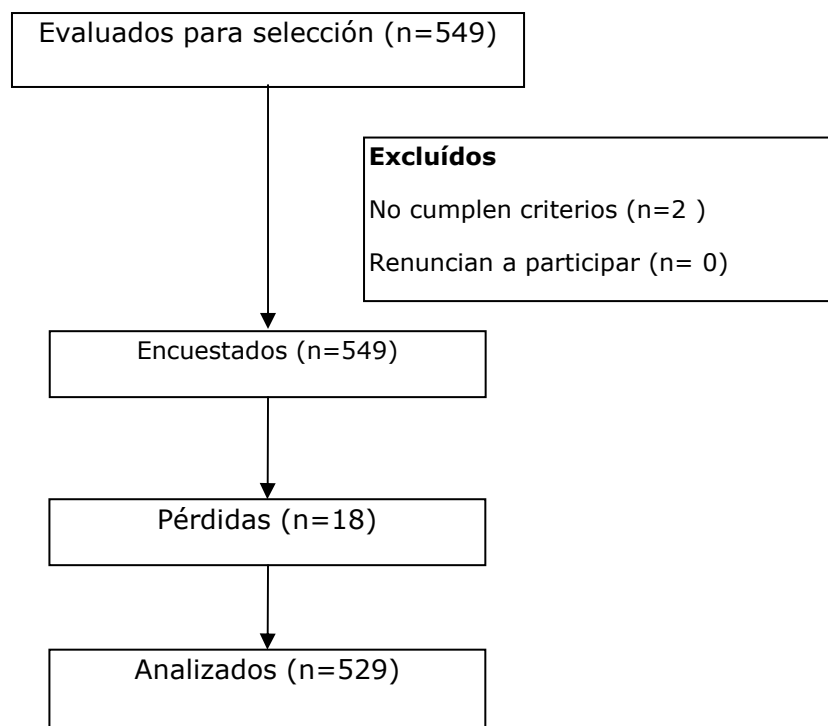 Evaluados para selección (n=549)
Excluídos
No cumplen criterios (n=2 )
Renuncian a participar (n= 0)
Encuestados (n=549)
Pérdidas (n=18)
Analizados (n=529)